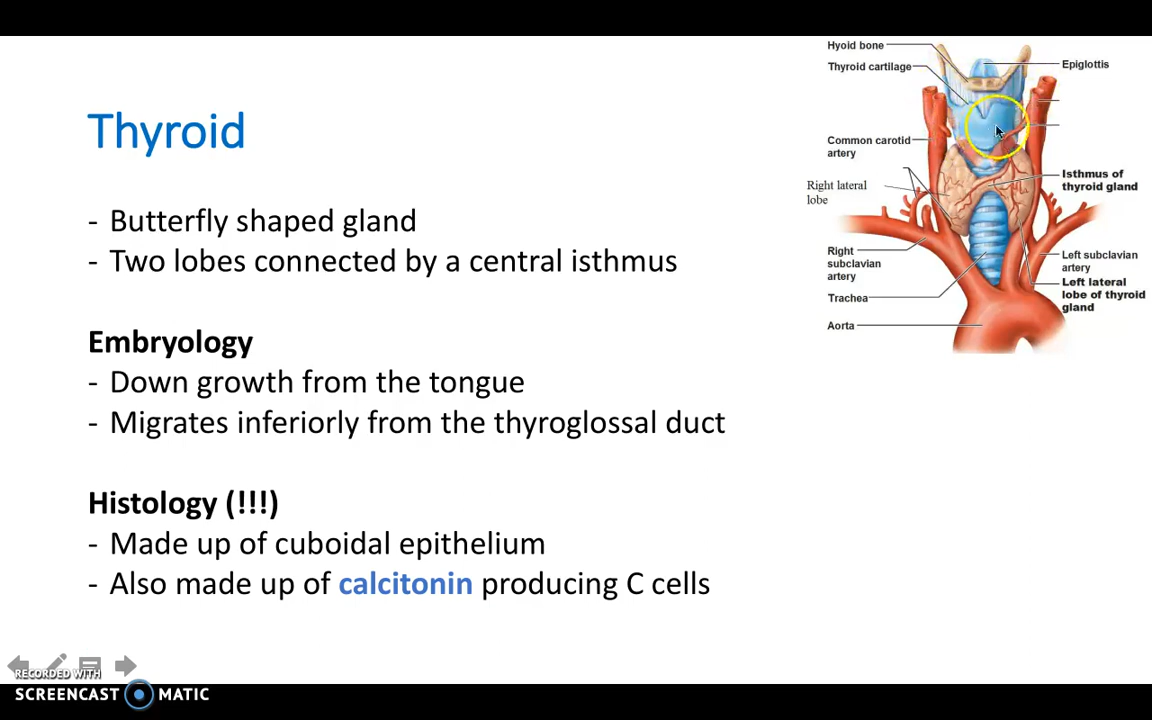 Thyroid
- Butterfly shaped gland
- Two lobes connected by a central isthmus
Embryology
- Down growth from the tongue
- Migrates inferiorly from the thyroglossal duct
Histology (!!!)
- Made up of cuboidal epithelium
- Also made up of calcitonin producing C cells
Hyoid bone
Thyroid cartilage
Common carotid
artery
Right lateral
lobe
Right
subclavian
artery
Trachea
Aorta
Epiglottis
Isthmus of
thyroid gland
Left subclavian
artery
Left lateral
lobe of thyroid
gland
RECORDED WITH
SCREENCAST MATIC